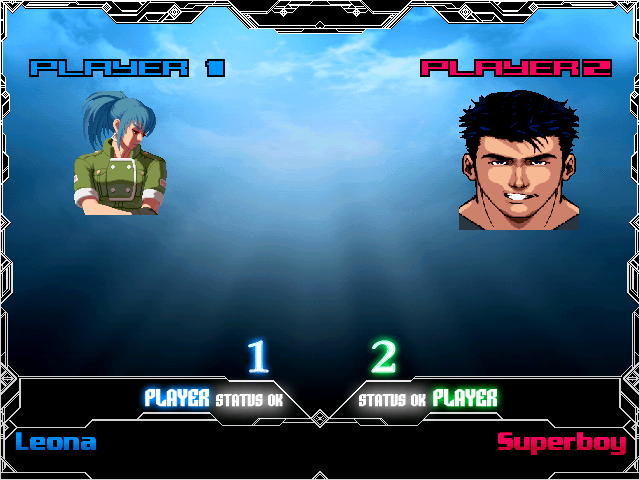 PLAYER 1
PLAYER 2
1
2
PLAYER STATUS OK
STATUS OK PLAYER
Leona
Superboy